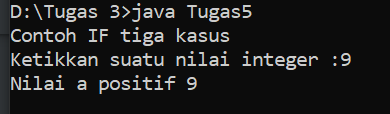 D:\Tugas 3>java Tugas5
Contoh IF tiga kasus
Ketikkan suatu nilai integer :9
Nilai a positif 9